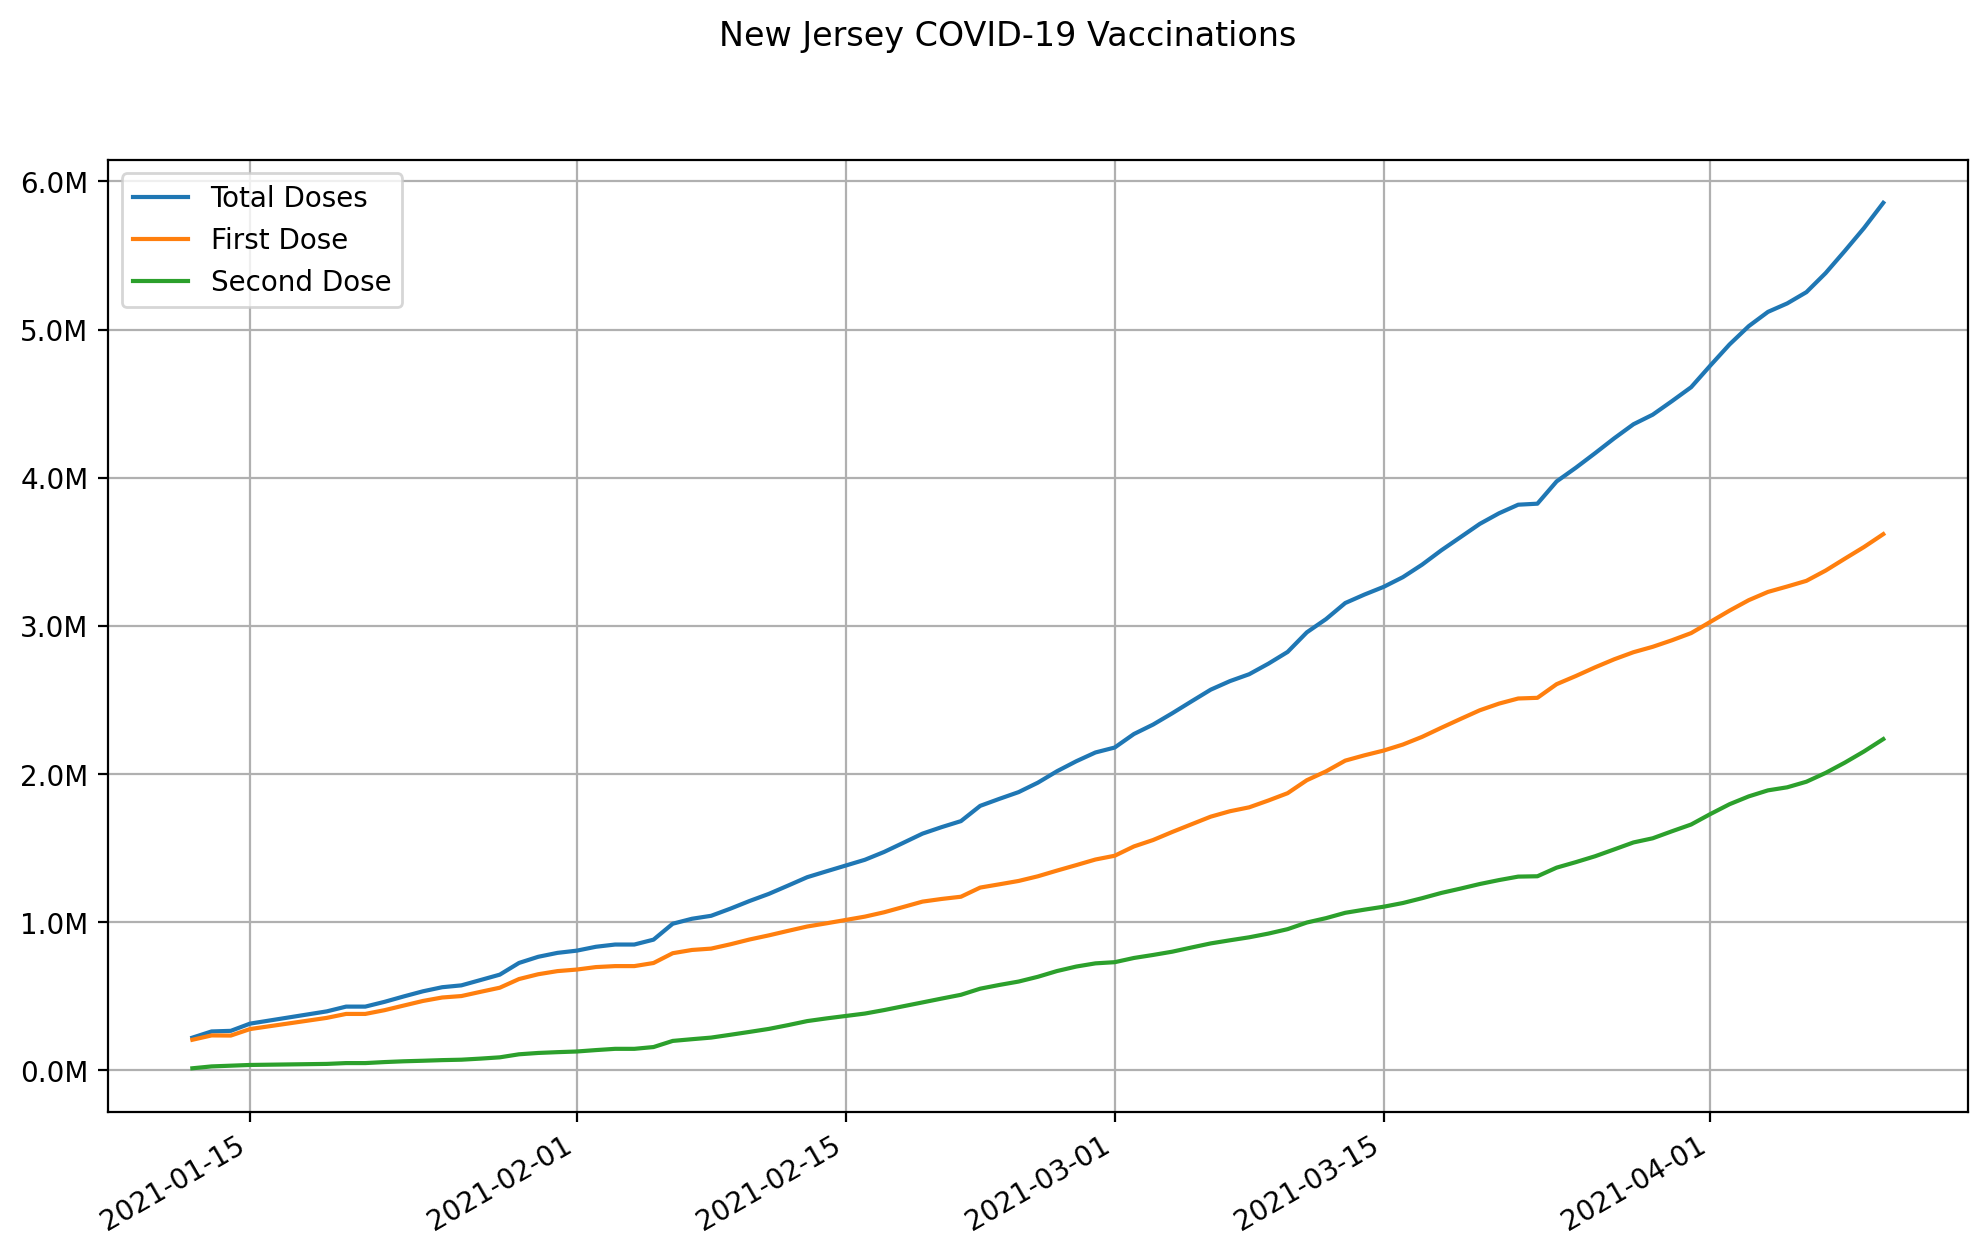 New Jersey COVID-19 Vaccinations
6.0M
5.0M
4.0M
3.0M
2.0M
1.0M
0.0M
Total Doses
First Dose
Second Dose
2021-01-15
2021-02-01
2021-02-15
2021-03-01
2021-03-15
2021-04-01